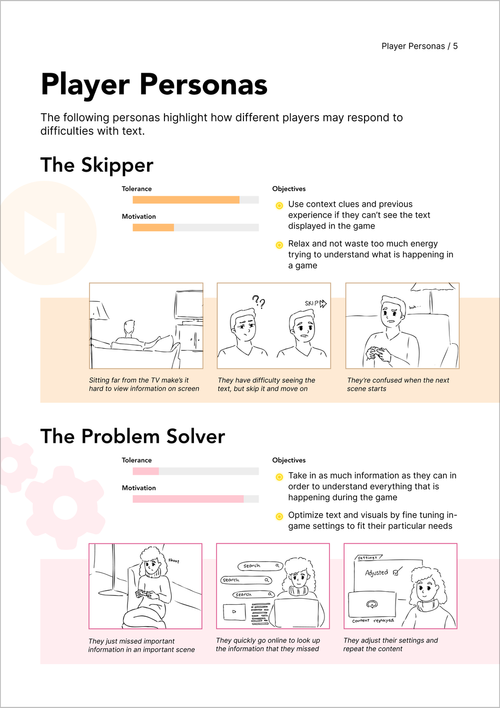 Player Personas / 5
Player Personas
The following personas highlight how different players may respond to
difficulties with text.
The Skipper
Tolerance
Motivation
Objectives
Use context clues and previous
experience if they can't see the text
displayed in the game
Relax and not waste too much energy
trying to understand what is happening in
a game
??
SKIP
Sitting far from the TV make's it
hard to view information on screen
They have difficulty seeing the
text, but skip it and move on
They're confused when the next
scene starts
The Problem Solver
Tolerance
Motivation
Objectives
Take in as much information as they can in
order to understand everything that is
happening during the game
Optimize text and visuals by fine tuning in-
game settings to fit their particular needs
Search
Search
Search
Settings
Adjusted
Content replayed
They just missed important
information in an important scene
They quickly go online to look up
the information that they missed
They adjust their settings and
repeat the content